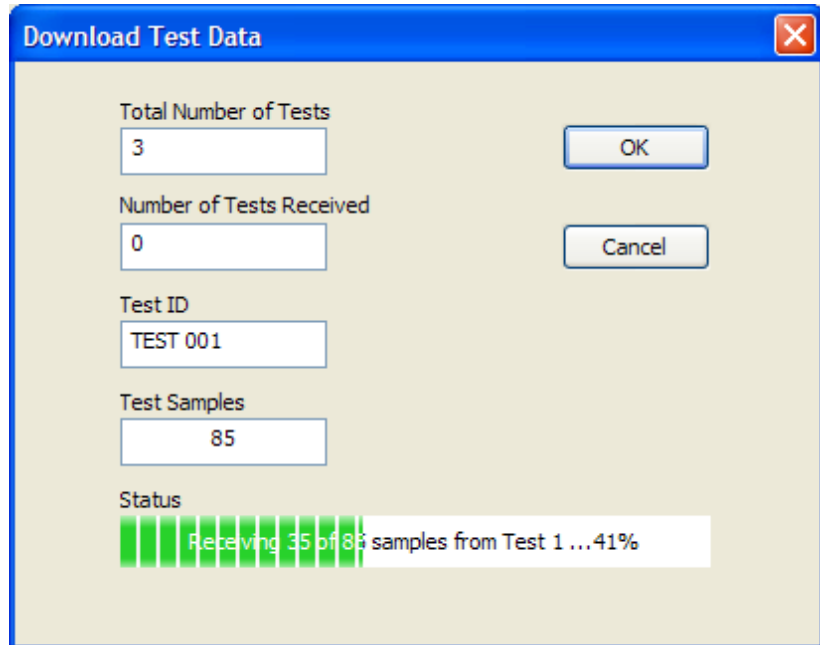 Download Test Data
Total Number of Tests
3
OK
Number of Tests Received
0
Cancel
Test ID
TEST 001
Test Samples
85
Status
Receiving 35 of 85 samples from Test 1 ...41%